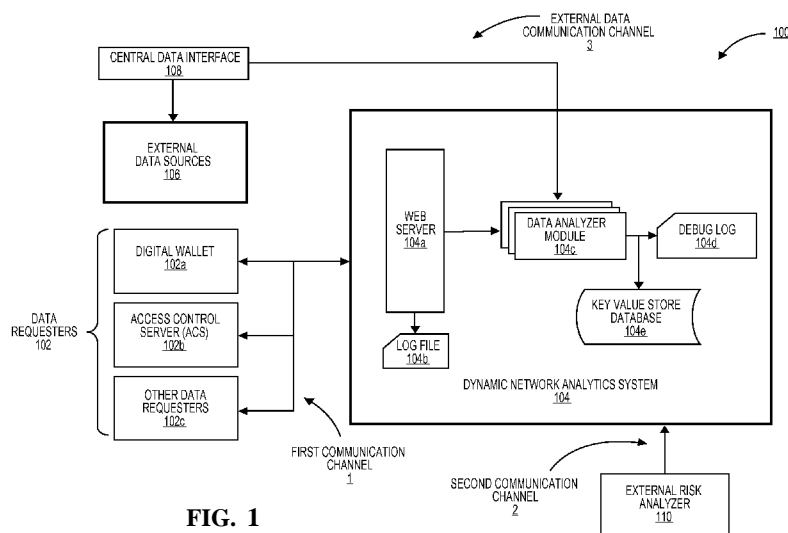 EXTERNAL DATA
COMMUNICATION CHANNEL
3
100
CENTRAL DATA INTERFACE
108
EXTERNAL
DATA SOURCES
106
WEB
SERVER
104a
DATA ANALYZER
MODULE
104c
DEBUG LOG
104d
KEY VALUE STORE
DATABASE
104e
LOG FILE
104b
DYNAMIC NETWORK ANALYTICS SYSTEM
104
DATA
REQUESTERS
102
DIGITAL WALLET
102a
ACCESS CONTROL
SERVER (ACS)
102b
OTHER DATA
REQUESTERS
102c
FIRST COMMUNICATION
CHANNEL
1
SECOND COMMUNICATION
CHANNEL
2
EXTERNAL RISK
ANALYZER
110
FIG. 1